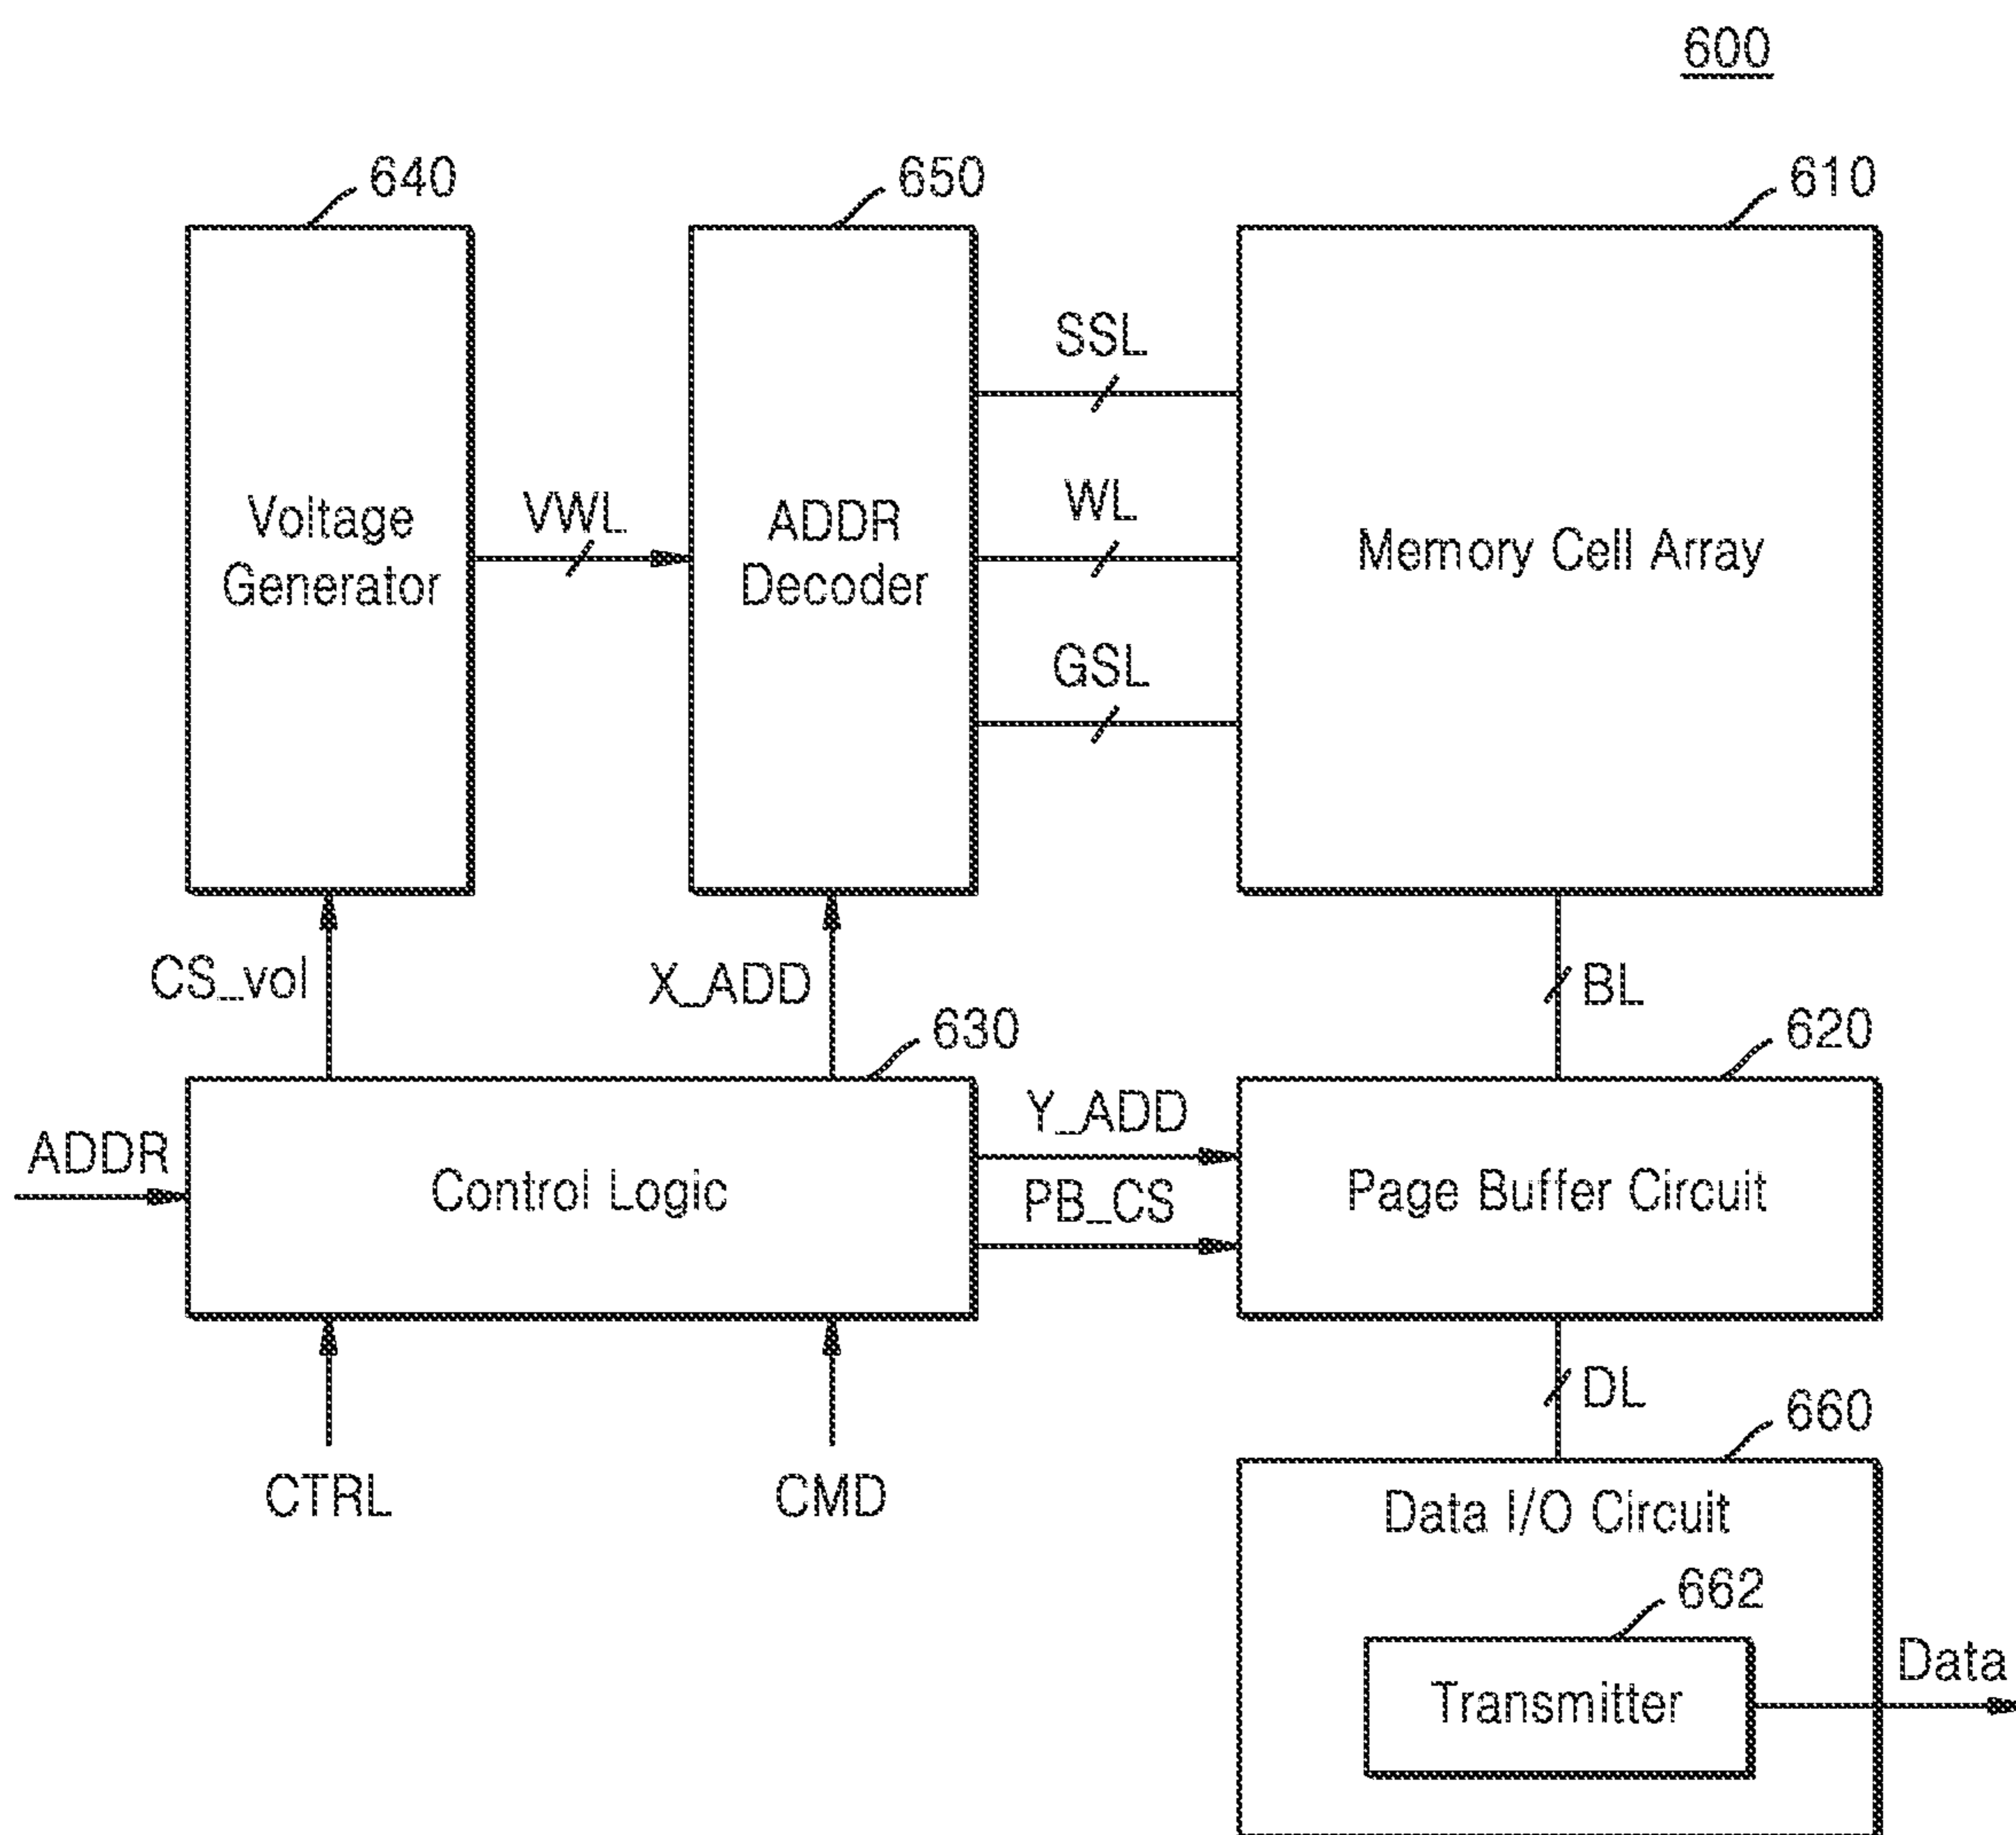 600
640
650
610
SSL
Voltage
Generator
VWL
ADDR
Decoder
WL
Memory Cell Array
GSL
CS_vol
X_ADD
BL
630
620
ADDR
Control Logic
Y_ADD
PB_CS
Page Buffer Circuit
DL
660
CTRL
CMD
Data I/O Circuit
662
Transmitter
Data